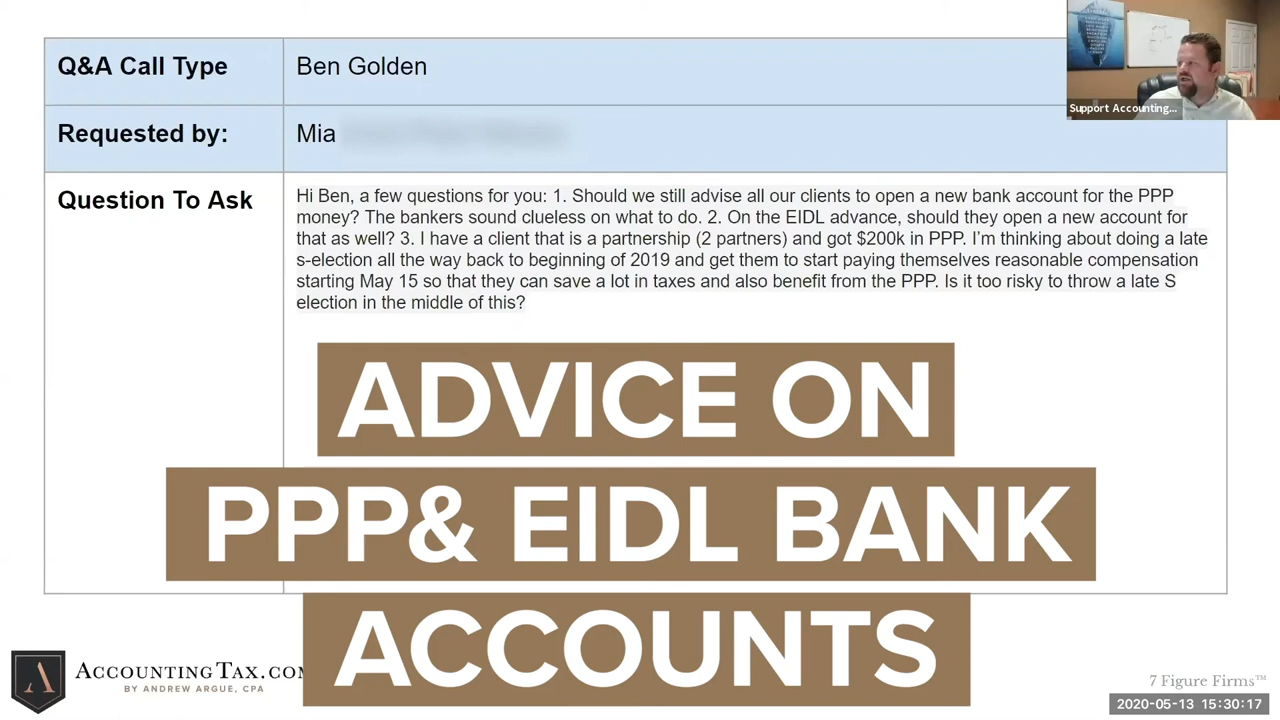 Q&A Call Type
Ben Golden
Support Accounting...
Requested by:
Mia
Question To Ask
Hi Ben, a few questions for you: 1. Should we still advise all our clients to open a new bank account for the PPP
money? The bankers sound clueless on what to do. 2. On the EIDL advance, should they open a new account for
that as well? 3. I have a client that is a partnership (2 partners) and got $200k in PPP. I'm thinking about doing a late
s-election all the way back to beginning of 2019 and get them to start paying themselves reasonable compensation
starting May 15 so that they can save a lot in taxes and also benefit from the PPP. Is it too risky to throw a late S
election in the middle of this?
ADVICE ON
PPP& EIDL BANK
ACCOUNTS
A
ACCOUNTINGTAX.COM
BY ANDREW ARGUE, CPA
7 Figure Firms™
2020-05-13 15:30:17